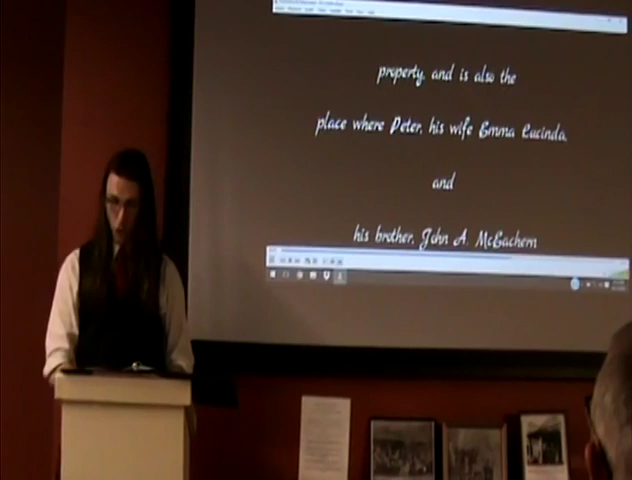 property, and is also the
place where Peter, his wife Emma Lucinda,
and
his brother, John A. McEachern